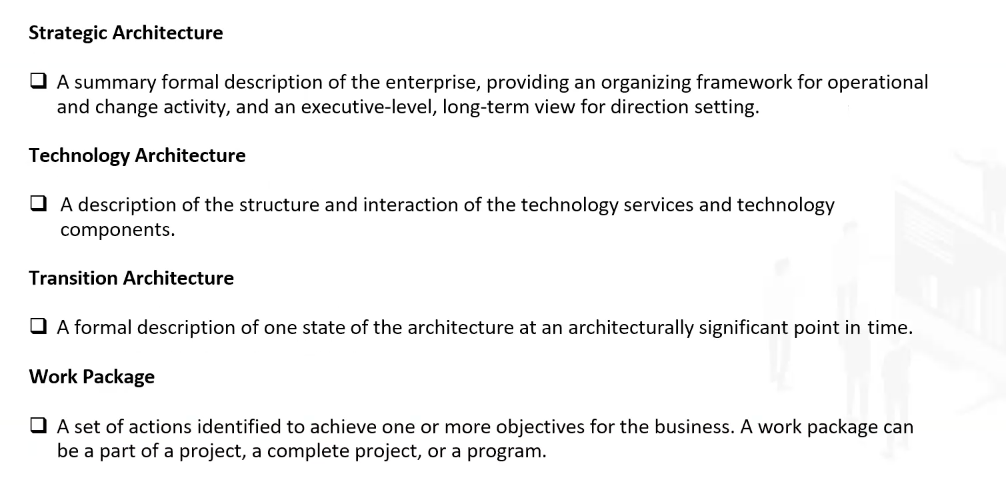 Strategic Architecture
❑ A summary formal description of the enterprise, providing an organizing framework for operational
and change activity, and an executive-level, long-term view for direction setting.
Technology Architecture
❑ A description of the structure and interaction of the technology services and technology
components.
Transition Architecture
❑ A formal description of one state of the architecture at an architecturally significant point in time.
Work Package
❑ A set of actions identified to achieve one or more objectives for the business. A work package can
be a part of a project, a complete project, or a program.